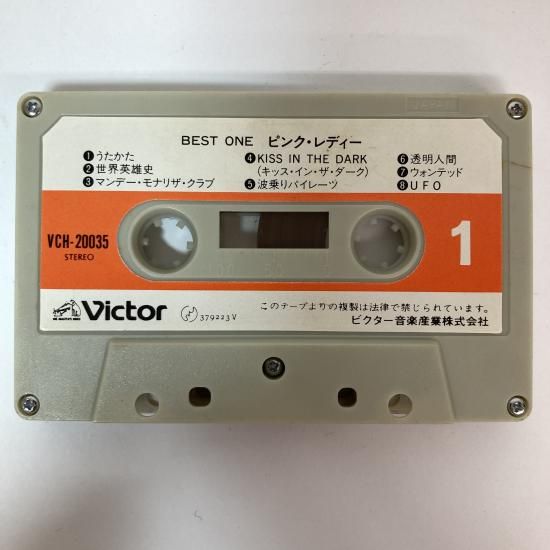 JAPAN
BEST ONE ピンク・レディー
❶うたかた
❷世界英雄史
❸マンデー・モナリザ・クラブ
❹KISS IN THE DARK
(キッス・イン・ザ・ダーク)
❺波乗りパイレーツ
❻透明人間
❼ウォンテッド
❽UFO
VCH-20035
STEREO
1
100 50 0
Victor
379223V
このテープよりの複製は法律で禁じられています。
ビクター音楽産業株式会社